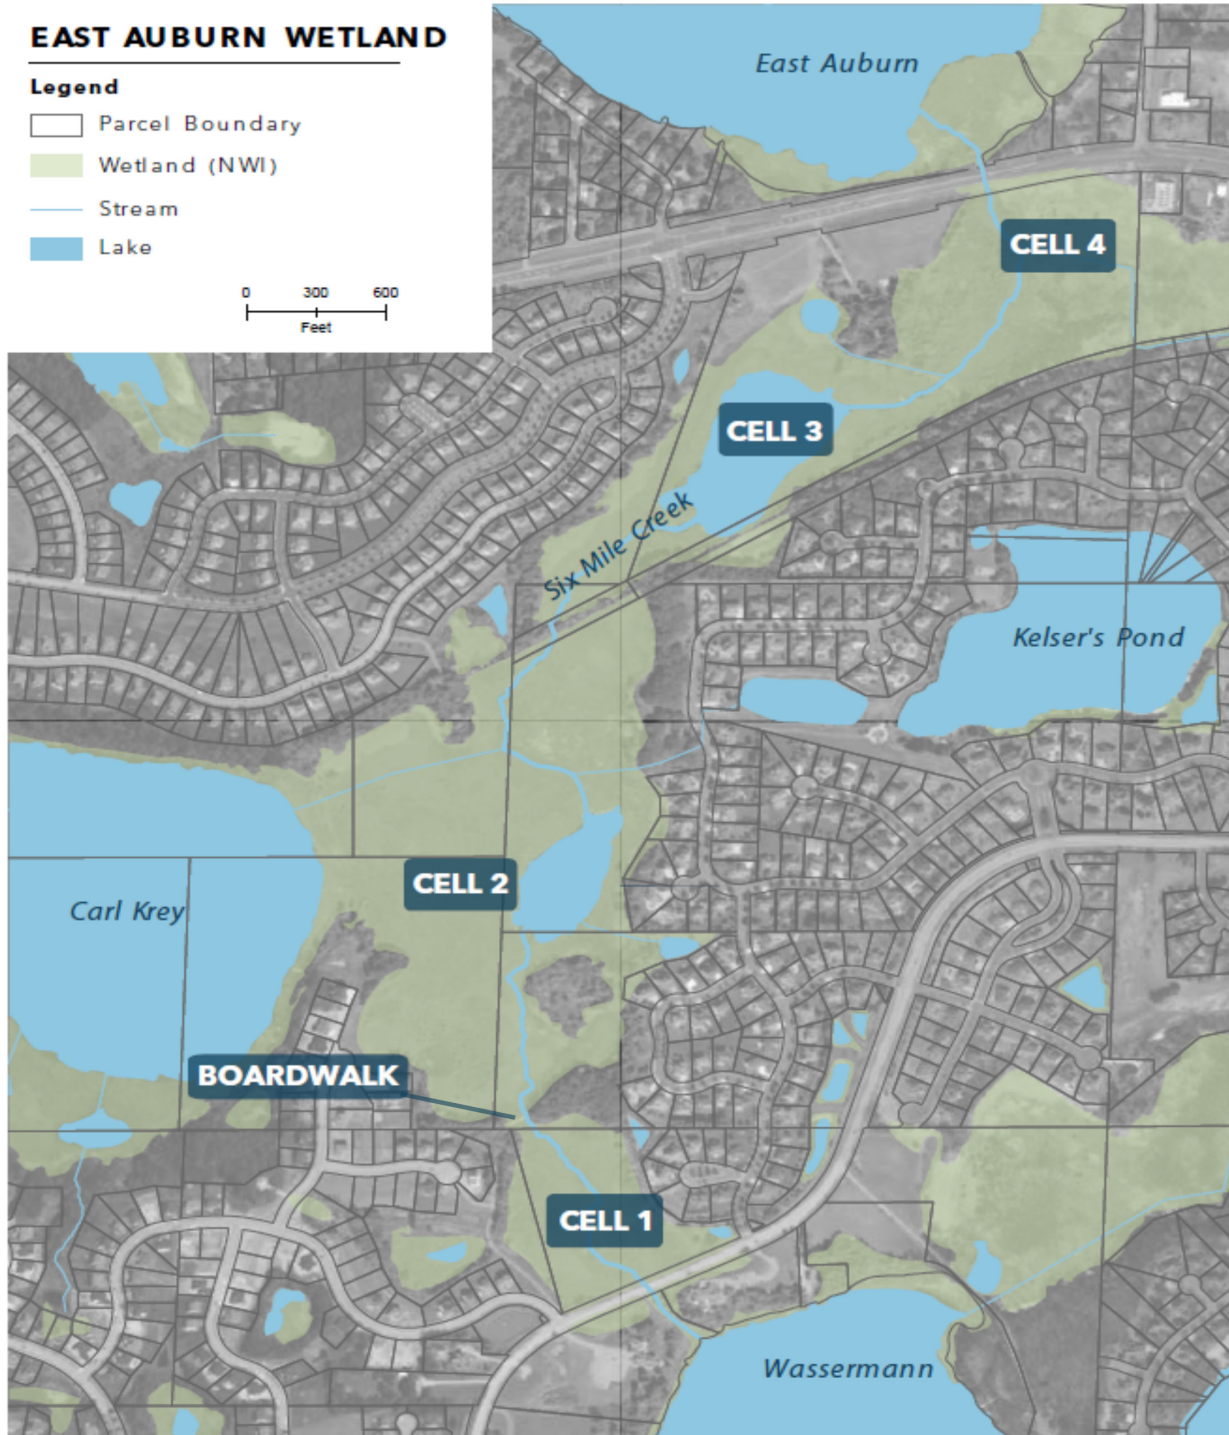 EAST AUBURN WETLAND
Legend
Parcel Boundary
Wetland (NWI)
Stream
Lake
0 300 600
Feet
East Auburn
CELL 4
CELL 3
Six Mile Creek
Kelser's Pond
CELL 2
Carl Krey
BOARDWALK
CELL 1
Wassermann